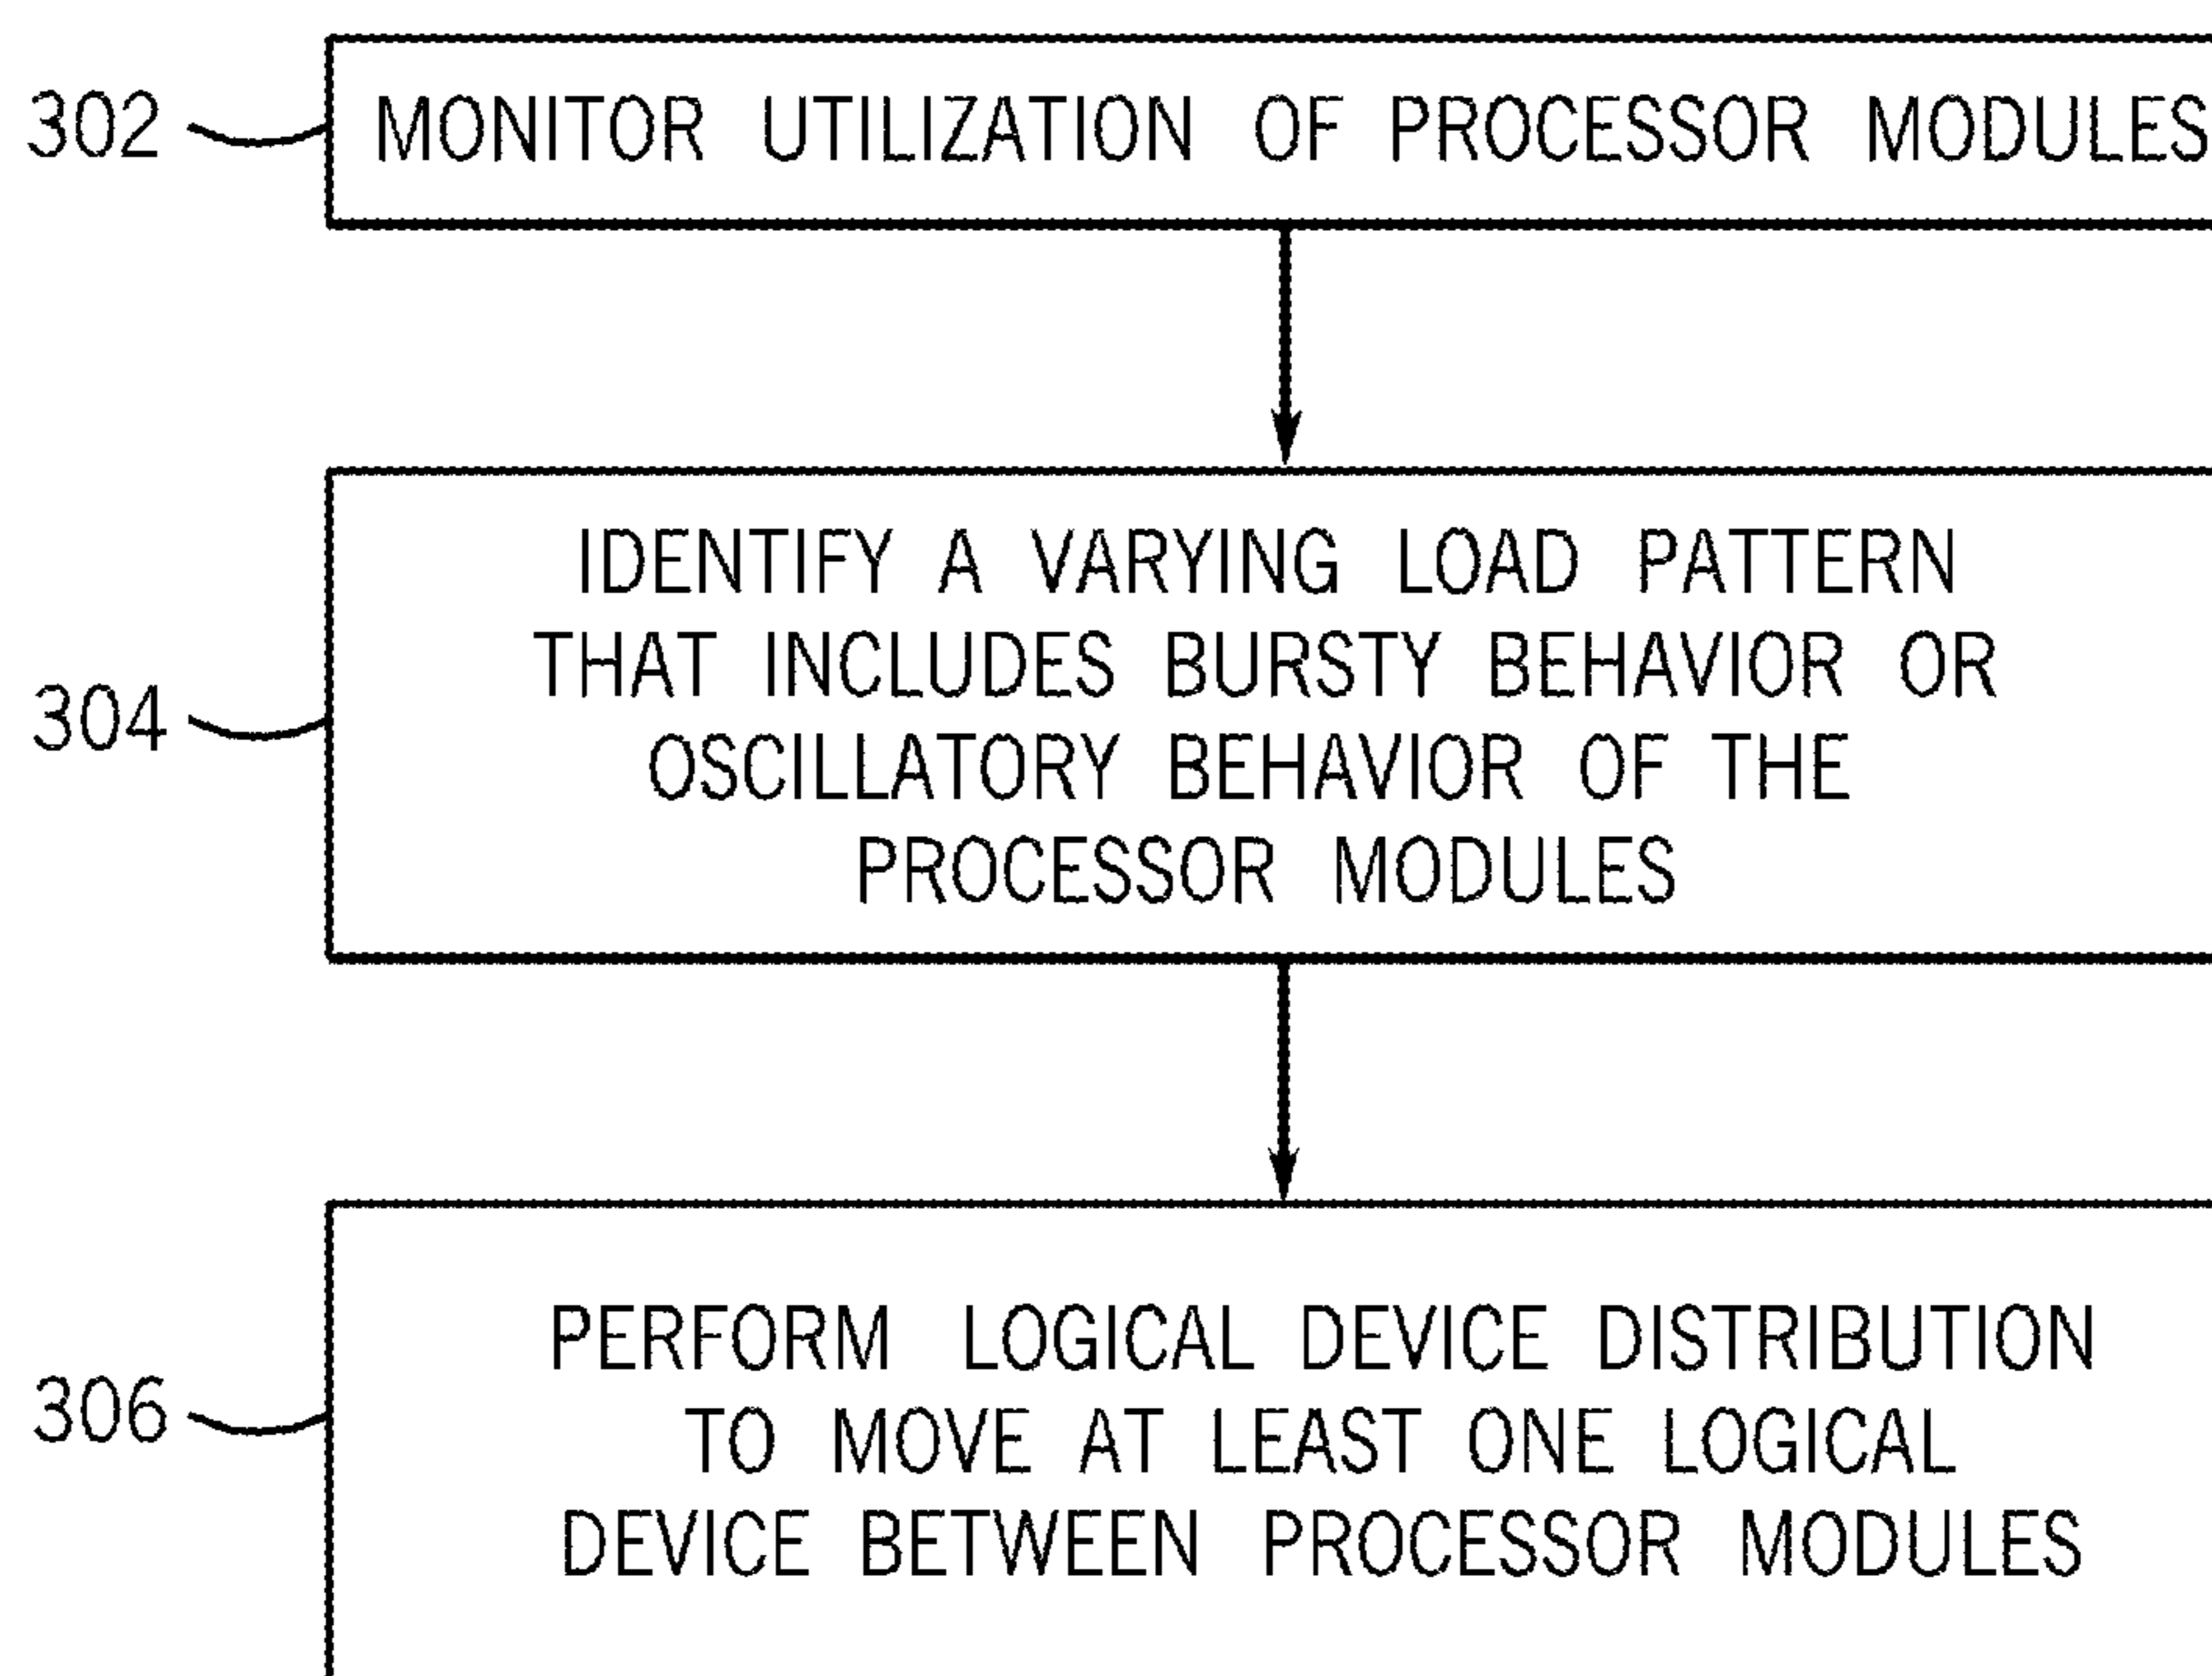 302
MONITOR UTILIZATION OF PROCESSOR MODULES
304
IDENTIFY A VARYING LOAD PATTERN
THAT INCLUDES BURSTY BEHAVIOR OR
OSCILLATORY BEHAVIOR OF THE
PROCESSOR MODULES
306
PERFORM LOGICAL DEVICE DISTRIBUTION
TO MOVE AT LEAST ONE LOGICAL
DEVICE BETWEEN PROCESSOR MODULES